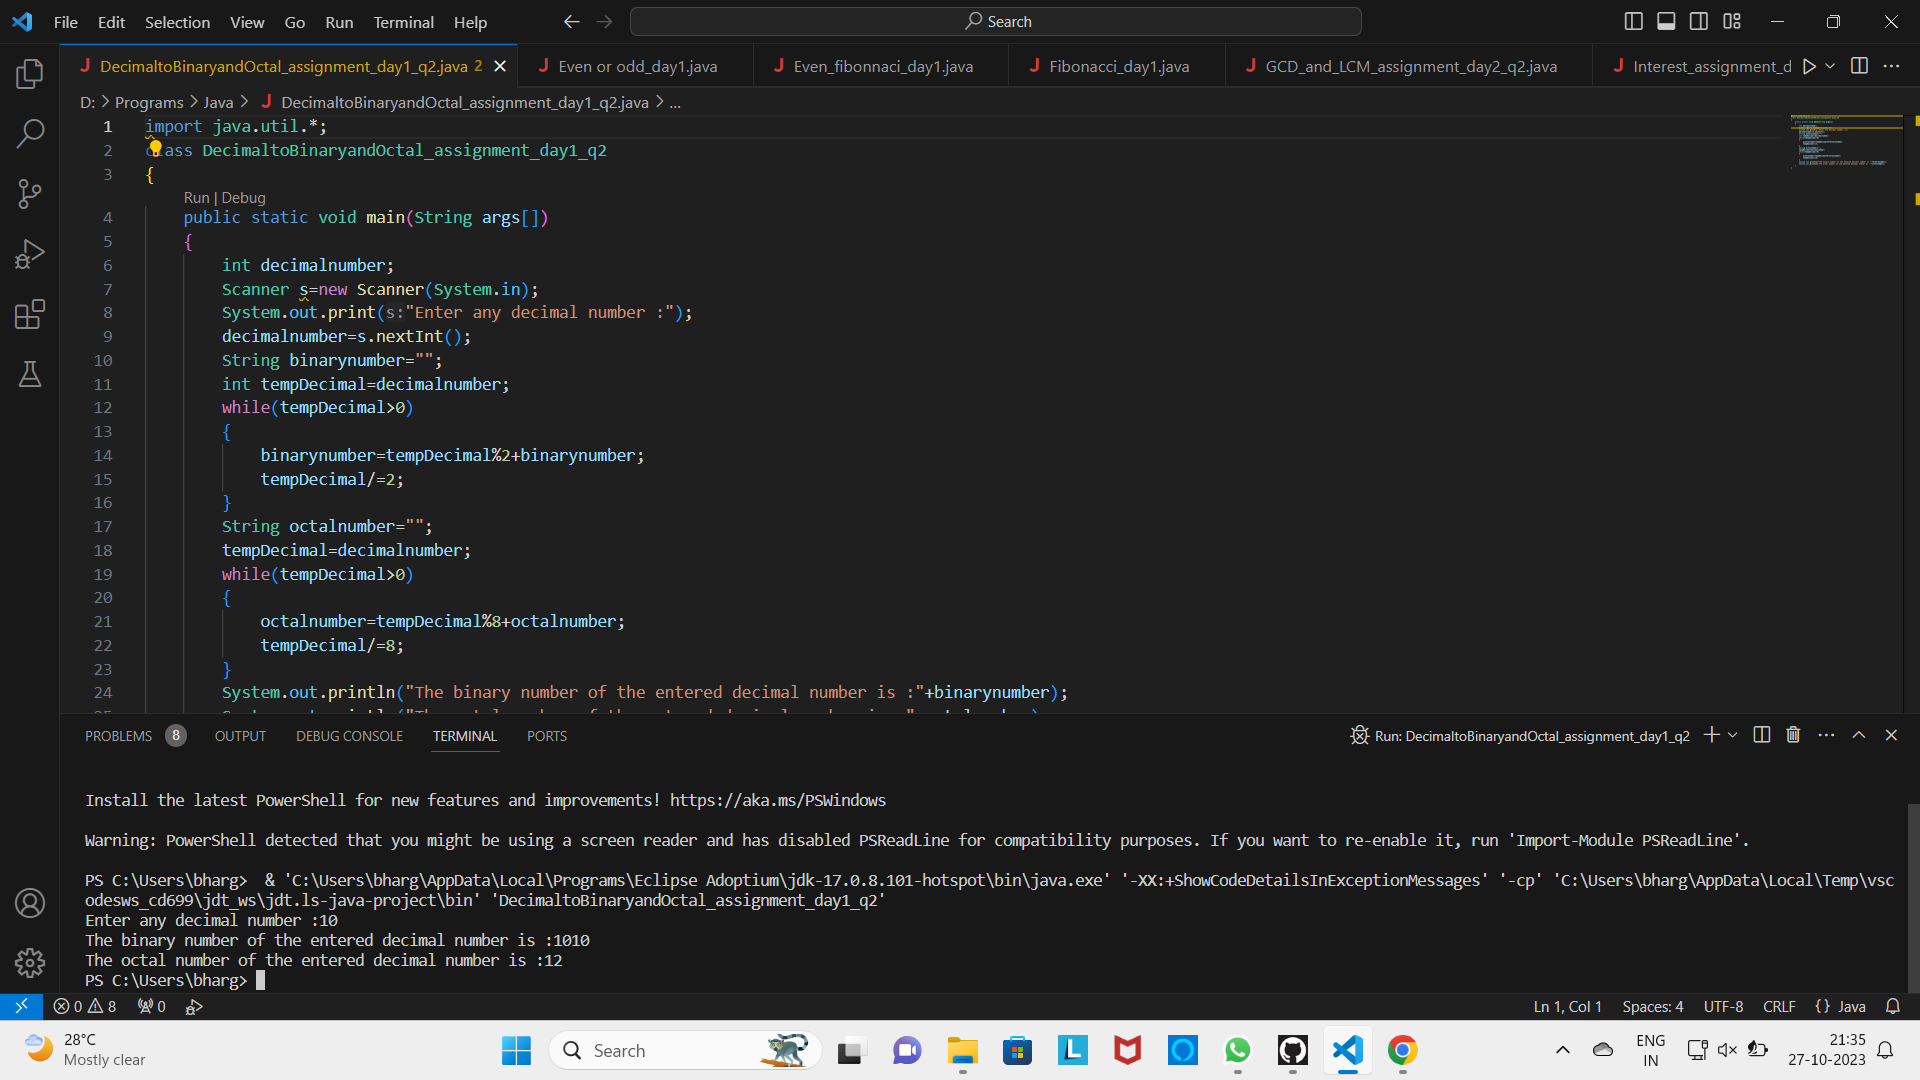 File Edit Selection View Go Run Terminal Help
Search
DecimaltoBinaryandOctal_assignment_day1_q2.java 2
Even or odd_day1.java
Even_fibonnaci_day1.java
Fibonacci_day1.java
GCD_and_LCM_assignment_day2_q2.java
Interest_assignment_d
D: > Programs > Java > J DecimaltoBinaryandOctal_assignment_day1_q2.java > ...
1 import java.util.*;
2 class DecimaltoBinaryandOctal_assignment_day1_q2
3 {
Run | Debug
4 public static void main(String args[])
5 {
6 int decimalnumber;
7 Scanner s=new Scanner(System.in);
8 System.out.print(s:"Enter any decimal number :");
9 decimalnumber=s.nextInt();
10 String binarynumber="";
11 int tempDecimal=decimalnumber;
12 while(tempDecimal>0)
13 {
14 binarynumber=tempDecimal%2+binarynumber;
15 tempDecimal/=2;
16 }
17 String octalnumber="";
18 tempDecimal=decimalnumber;
19 while(tempDecimal>0)
20 {
21 octalnumber=tempDecimal%8+octalnumber;
22 tempDecimal/=8;
23 }
24 System.out.println("The binary number of the entered decimal number is :"+binarynumber);
PROBLEMS 8 OUTPUT DEBUG CONSOLE TERMINAL PORTS
Run: DecimaltoBinaryandOctal_assignment_day1_q2
Install the latest PowerShell for new features and improvements! https://aka.ms/PSWindows
Warning: PowerShell detected that you might be using a screen reader and has disabled PSReadLine for compatibility purposes. If you want to re-enable it, run 'Import-Module PSReadLine'.
PS C:\Users\bharg>  & 'C:\Users\bharg\AppData\Local\Programs\Eclipse Adoptium\jdk-17.0.8.101-hotspot\bin\java.exe' '-XX:+ShowCodeDetailsInExceptionMessages' '-cp' 'C:\Users\bharg\AppData\Local\Temp\vsc
odesws_cd699\jdt_ws\jdt.ls-java-project\bin' 'DecimaltoBinaryandOctal_assignment_day1_q2'
Enter any decimal number :10
The binary number of the entered decimal number is :1010
The octal number of the entered decimal number is :12
PS C:\Users\bharg>
0 8 0 Ln 1, Col 1 Spaces: 4 UTF-8 CRLF {} Java
28°C
Mostly clear
Search
ENG
IN
21:35
27-10-2023